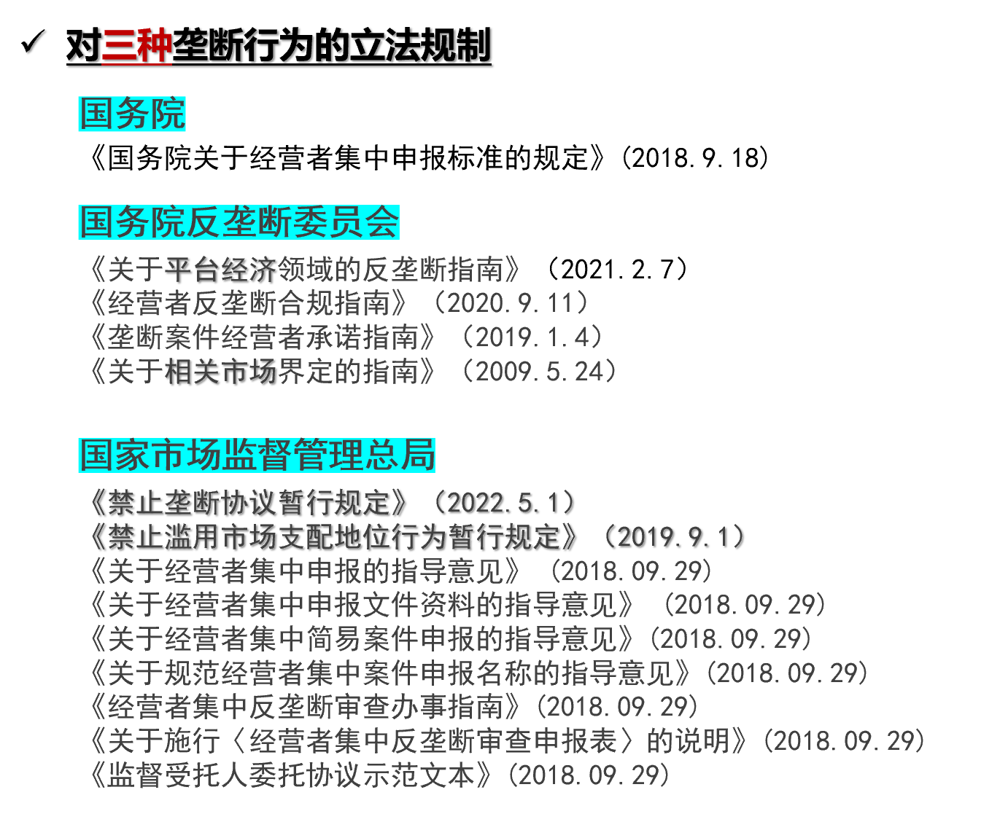 ✓ 对三种垄断行为的立法规制
国务院
《国务院关于经营者集中申报标准的规定》(2018.9.18)
国务院反垄断委员会
《关于平台经济领域的反垄断指南》（2021.2.7）
《经营者反垄断合规指南》（2020.9.11）
《垄断案件经营者承诺指南》（2019.1.4）
《关于相关市场界定的指南》（2009.5.24）
国家市场监督管理总局
《禁止垄断协议暂行规定》（2022.5.1）
《禁止滥用市场支配地位行为暂行规定》（2019.9.1）
《关于经营者集中申报的指导意见》 (2018.09.29)
《关于经营者集中申报文件资料的指导意见》 (2018.09.29)
《关于经营者集中简易案件申报的指导意见》(2018.09.29)
《关于规范经营者集中案件申报名称的指导意见》(2018.09.29)
《经营者集中反垄断审查办事指南》(2018.09.29)
《关于施行〈经营者集中反垄断审查申报表〉的说明》(2018.09.29)
《监督受托人委托协议示范文本》(2018.09.29)